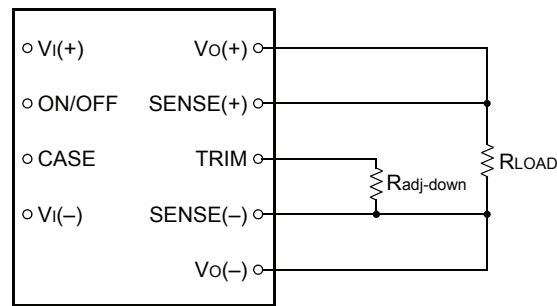 VI(+) VO(+)
ON/OFF SENSE(+)
CASE TRIM
RLOAD
Radj-down
VI(–) SENSE(–)
VO(–)